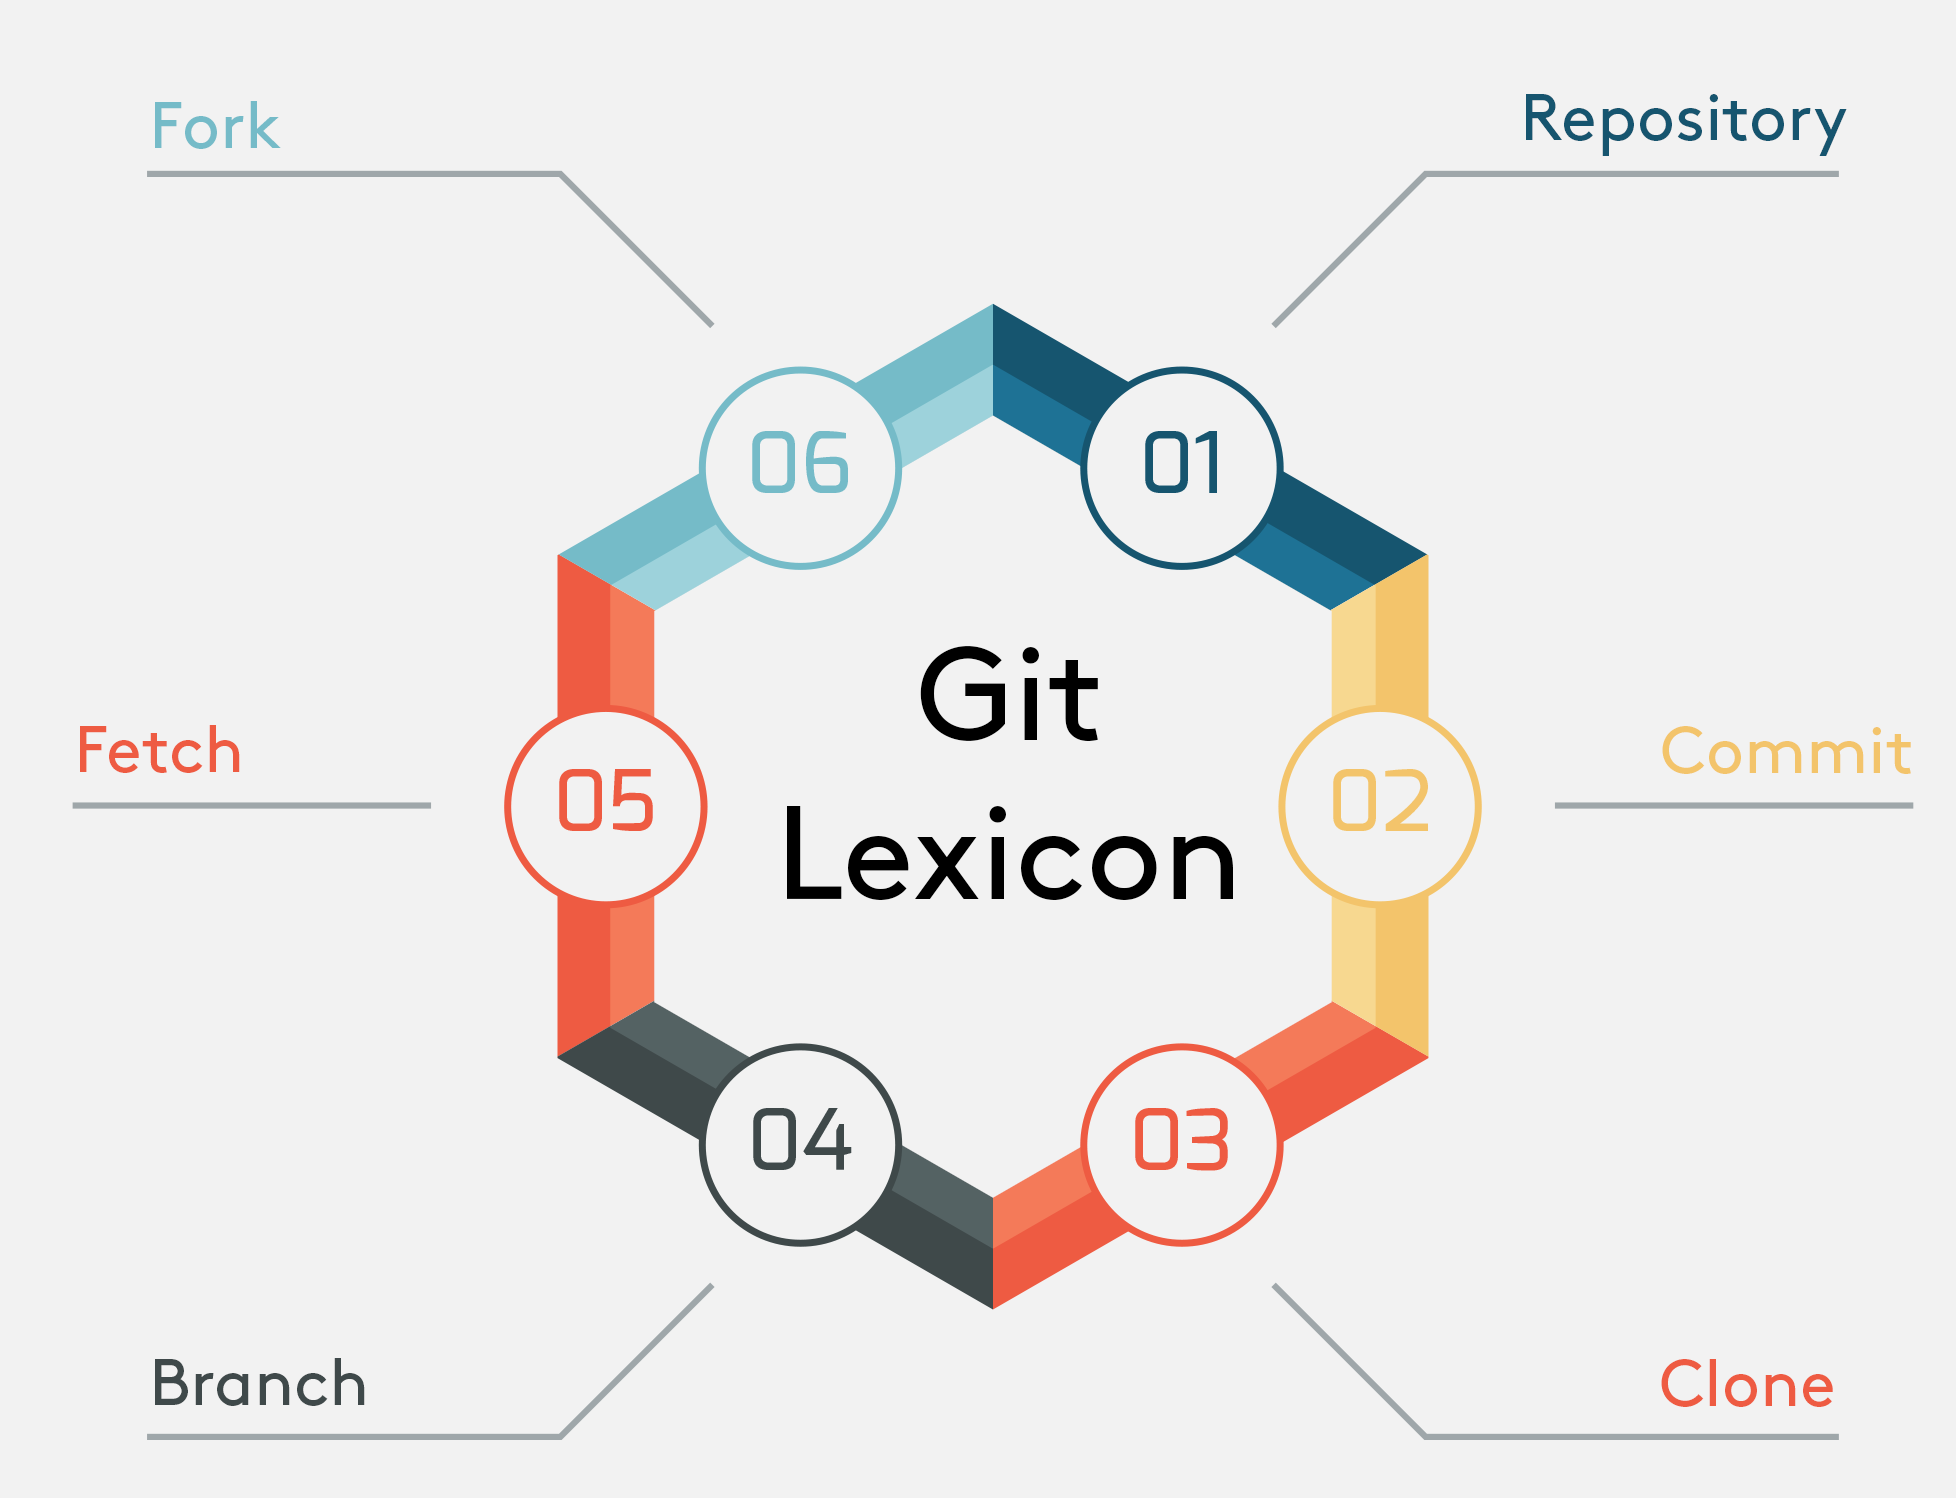 Fork
Repository
06
01
Git
Lexicon
Fetch
05
02
Commit
04
03
Branch
Clone